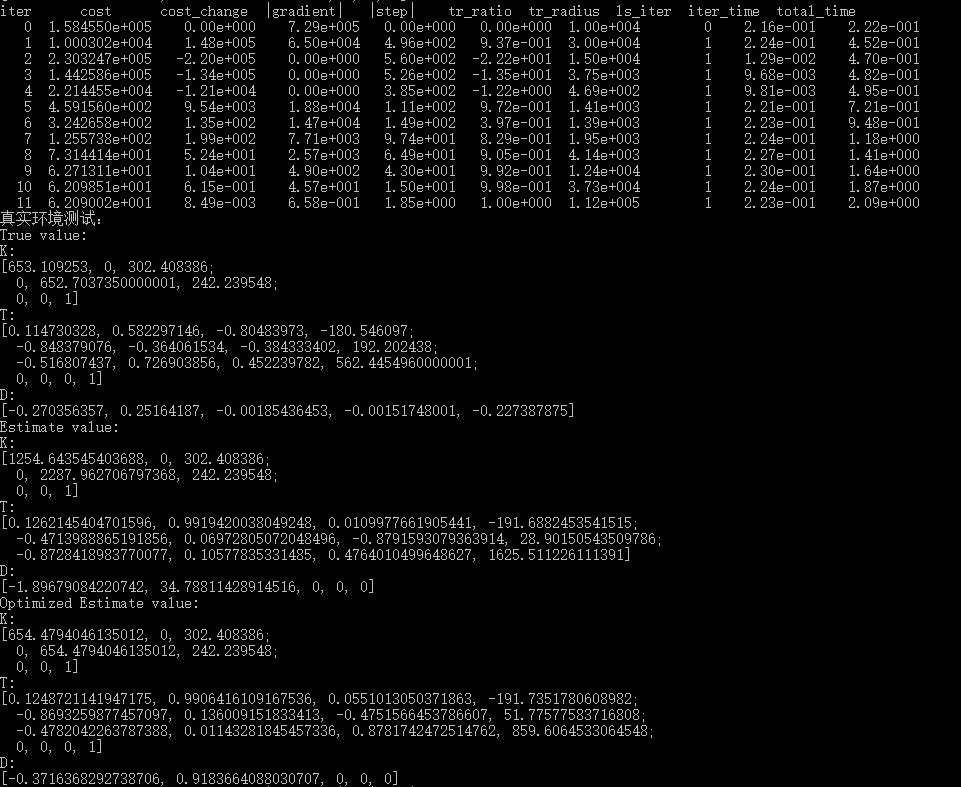 iter      cost      cost_change  |gradient|   |step|    tr_ratio  tr_radius  ls_iter  iter_time  total_time
0  1.584550e+005    0.00e+000    7.29e+005   0.00e+000   0.00e+000  1.00e+004        0    2.16e-001    2.22e-001
1  1.000302e+004    1.48e+005    6.50e+004   4.96e+002   9.37e-001  3.00e+004        1    2.24e-001    4.52e-001
2  2.303247e+005   -2.20e+005    0.00e+000   5.60e+002  -2.22e+001  1.50e+004        1    1.29e-002    4.70e-001
3  1.442586e+005   -1.34e+005    0.00e+000   5.26e+002  -1.35e+001  3.75e+003        1    9.68e-003    4.82e-001
4  2.214455e+004   -1.21e+004    0.00e+000   3.85e+002  -1.22e+000  4.69e+002        1    9.81e-003    4.95e-001
5  4.591560e+002    9.54e+003    1.88e+004   1.11e+002   9.72e-001  1.41e+003        1    2.21e-001    7.21e-001
6  3.242658e+002    1.35e+002    1.47e+004   1.49e+002   3.97e-001  1.39e+003        1    2.23e-001    9.48e-001
7  1.255738e+002    1.99e+002    7.71e+003   9.74e+001   8.29e-001  1.95e+003        1    2.24e-001    1.18e+000
8  7.314414e+001    5.24e+001    2.57e+003   6.49e+001   9.05e-001  4.14e+003        1    2.27e-001    1.41e+000
9  6.271311e+001    1.04e+001    4.90e+002   4.30e+001   9.92e-001  1.24e+004        1    2.30e-001    1.64e+000
10  6.209851e+001    6.15e-001    4.57e+001   1.50e+001   9.98e-001  3.73e+004        1    2.24e-001    1.87e+000
11  6.209002e+001    8.49e-003    6.58e-001   1.85e+000   1.00e+000  1.12e+005        1    2.23e-001    2.09e+000
真实环境测试:
True value:
K:
[653.109253, 0, 302.408386;
0, 652.7037350000001, 242.239548;
0, 0, 1]
T:
[0.114730328, 0.582297146, -0.80483973, -180.546097;
-0.848379076, -0.364061534, -0.384333402, 192.202438;
-0.516807437, 0.726903856, 0.452239782, 562.4454960000001;
0, 0, 0, 1]
D:
[-0.270356357, 0.25164187, -0.00185436453, -0.00151748001, -0.227387875]
Estimate value:
K:
[1254.643545403688, 0, 302.408386;
0, 2287.962706797368, 242.239548;
0, 0, 1]
T:
[0.1262145404701596, 0.9919420038049248, 0.0109977661905441, -191.6882453541515;
-0.4713988865191856, 0.06972805072048496, -0.8791593079363914, 28.90150543509786;
-0.8728418983770077, 0.10577835331485, 0.4764010499648627, 1625.511226111391]
D:
[-1.89679084220742, 34.78811428914516, 0, 0, 0]
Optimized Estimate value:
K:
[654.4794046135012, 0, 302.408386;
0, 654.4794046135012, 242.239548;
0, 0, 1]
T:
[0.1248721141947175, 0.9906416109167536, 0.0551013050371863, -191.7351780608982;
-0.8693259877457097, 0.136009151833413, -0.4751566453786607, 51.77577583716808;
-0.4782042263787388, 0.01143281845457336, 0.8781742472514762, 859.6064533064548;
0, 0, 0, 1]
D:
[-0.3716368292738706, 0.9183664088030707, 0, 0, 0]